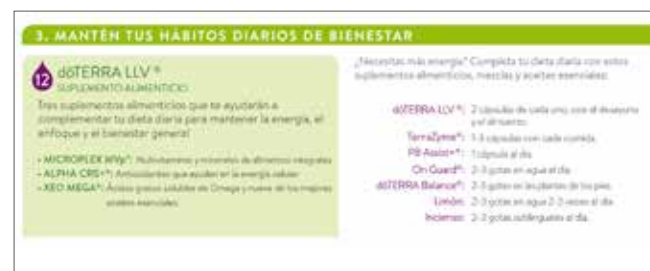 3. MANTÉN TUS HÁBITOS DIARIOS DE BIENESTAR
12 dōTERRA LLV®
SUPLEMENTO ALIMENTICIO
Tres suplementos alimenticios que te ayudarán a
complementar tu dieta diaria para mantener la energía, el
enfoque y el bienestar general
- MICROPLEX MVp®: Multivitaminas y minerales de alimentos integrales
- ALPHA CRS+®: Antioxidantes que ayudan en la energía celular
- XEO MEGA®: Ácidos grasos solubles de Omega y nueve de los mejores
aceites esenciales.
¿Necesitas más energía? Completa tu dieta diaria con estos
suplementos alimenticios, mezclas y aceites esenciales:
dōTERRA LLV®: 2 cápsulas de cada uno, con el desayuno
y el almuerzo.
TerraZyme®: 1-3 cápsulas con cada comida.
PB Assist+®: 1 cápsula al día.
On Guard®: 2-3 gotas en agua al día.
dōTERRA Balance®: 2-3 gotas en las plantas de los pies.
Limón: 2-3 gotas en agua 2-3 veces al día.
Incienso: 2-3 gotas sublinguales al día.